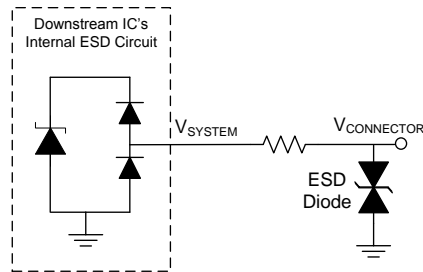 Downstream IC's
Internal ESD Circuit
VSYSTEM
VCONNECTOR
ESD
Diode